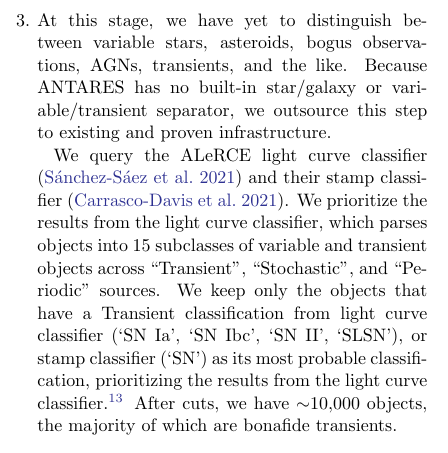 3. At this stage, we have yet to distinguish be-
tween variable stars, asteroids, bogus observa-
tions, AGNs, transients, and the like. Because
ANTARES has no built-in star/galaxy or vari-
able/transient separator, we outsource this step
to existing and proven infrastructure.
We query the ALeRCE light curve classifier
(Sánchez-Sáez et al. 2021) and their stamp classi-
fier (Carrasco-Davis et al. 2021). We prioritize the
results from the light curve classifier, which parses
objects into 15 subclasses of variable and transient
objects across “Transient”, “Stochastic”, and “Pe-
riodic” sources. We keep only the objects that
have a Transient classification from light curve
classifier (‘SN Ia’, ‘SN Ibc’, ‘SN II’, ‘SLSN’), or
stamp classifier (‘SN’) as its most probable classifi-
cation, prioritizing the results from the light curve
classifier.¹³ After cuts, we have ∼10,000 objects,
the majority of which are bonafide transients.